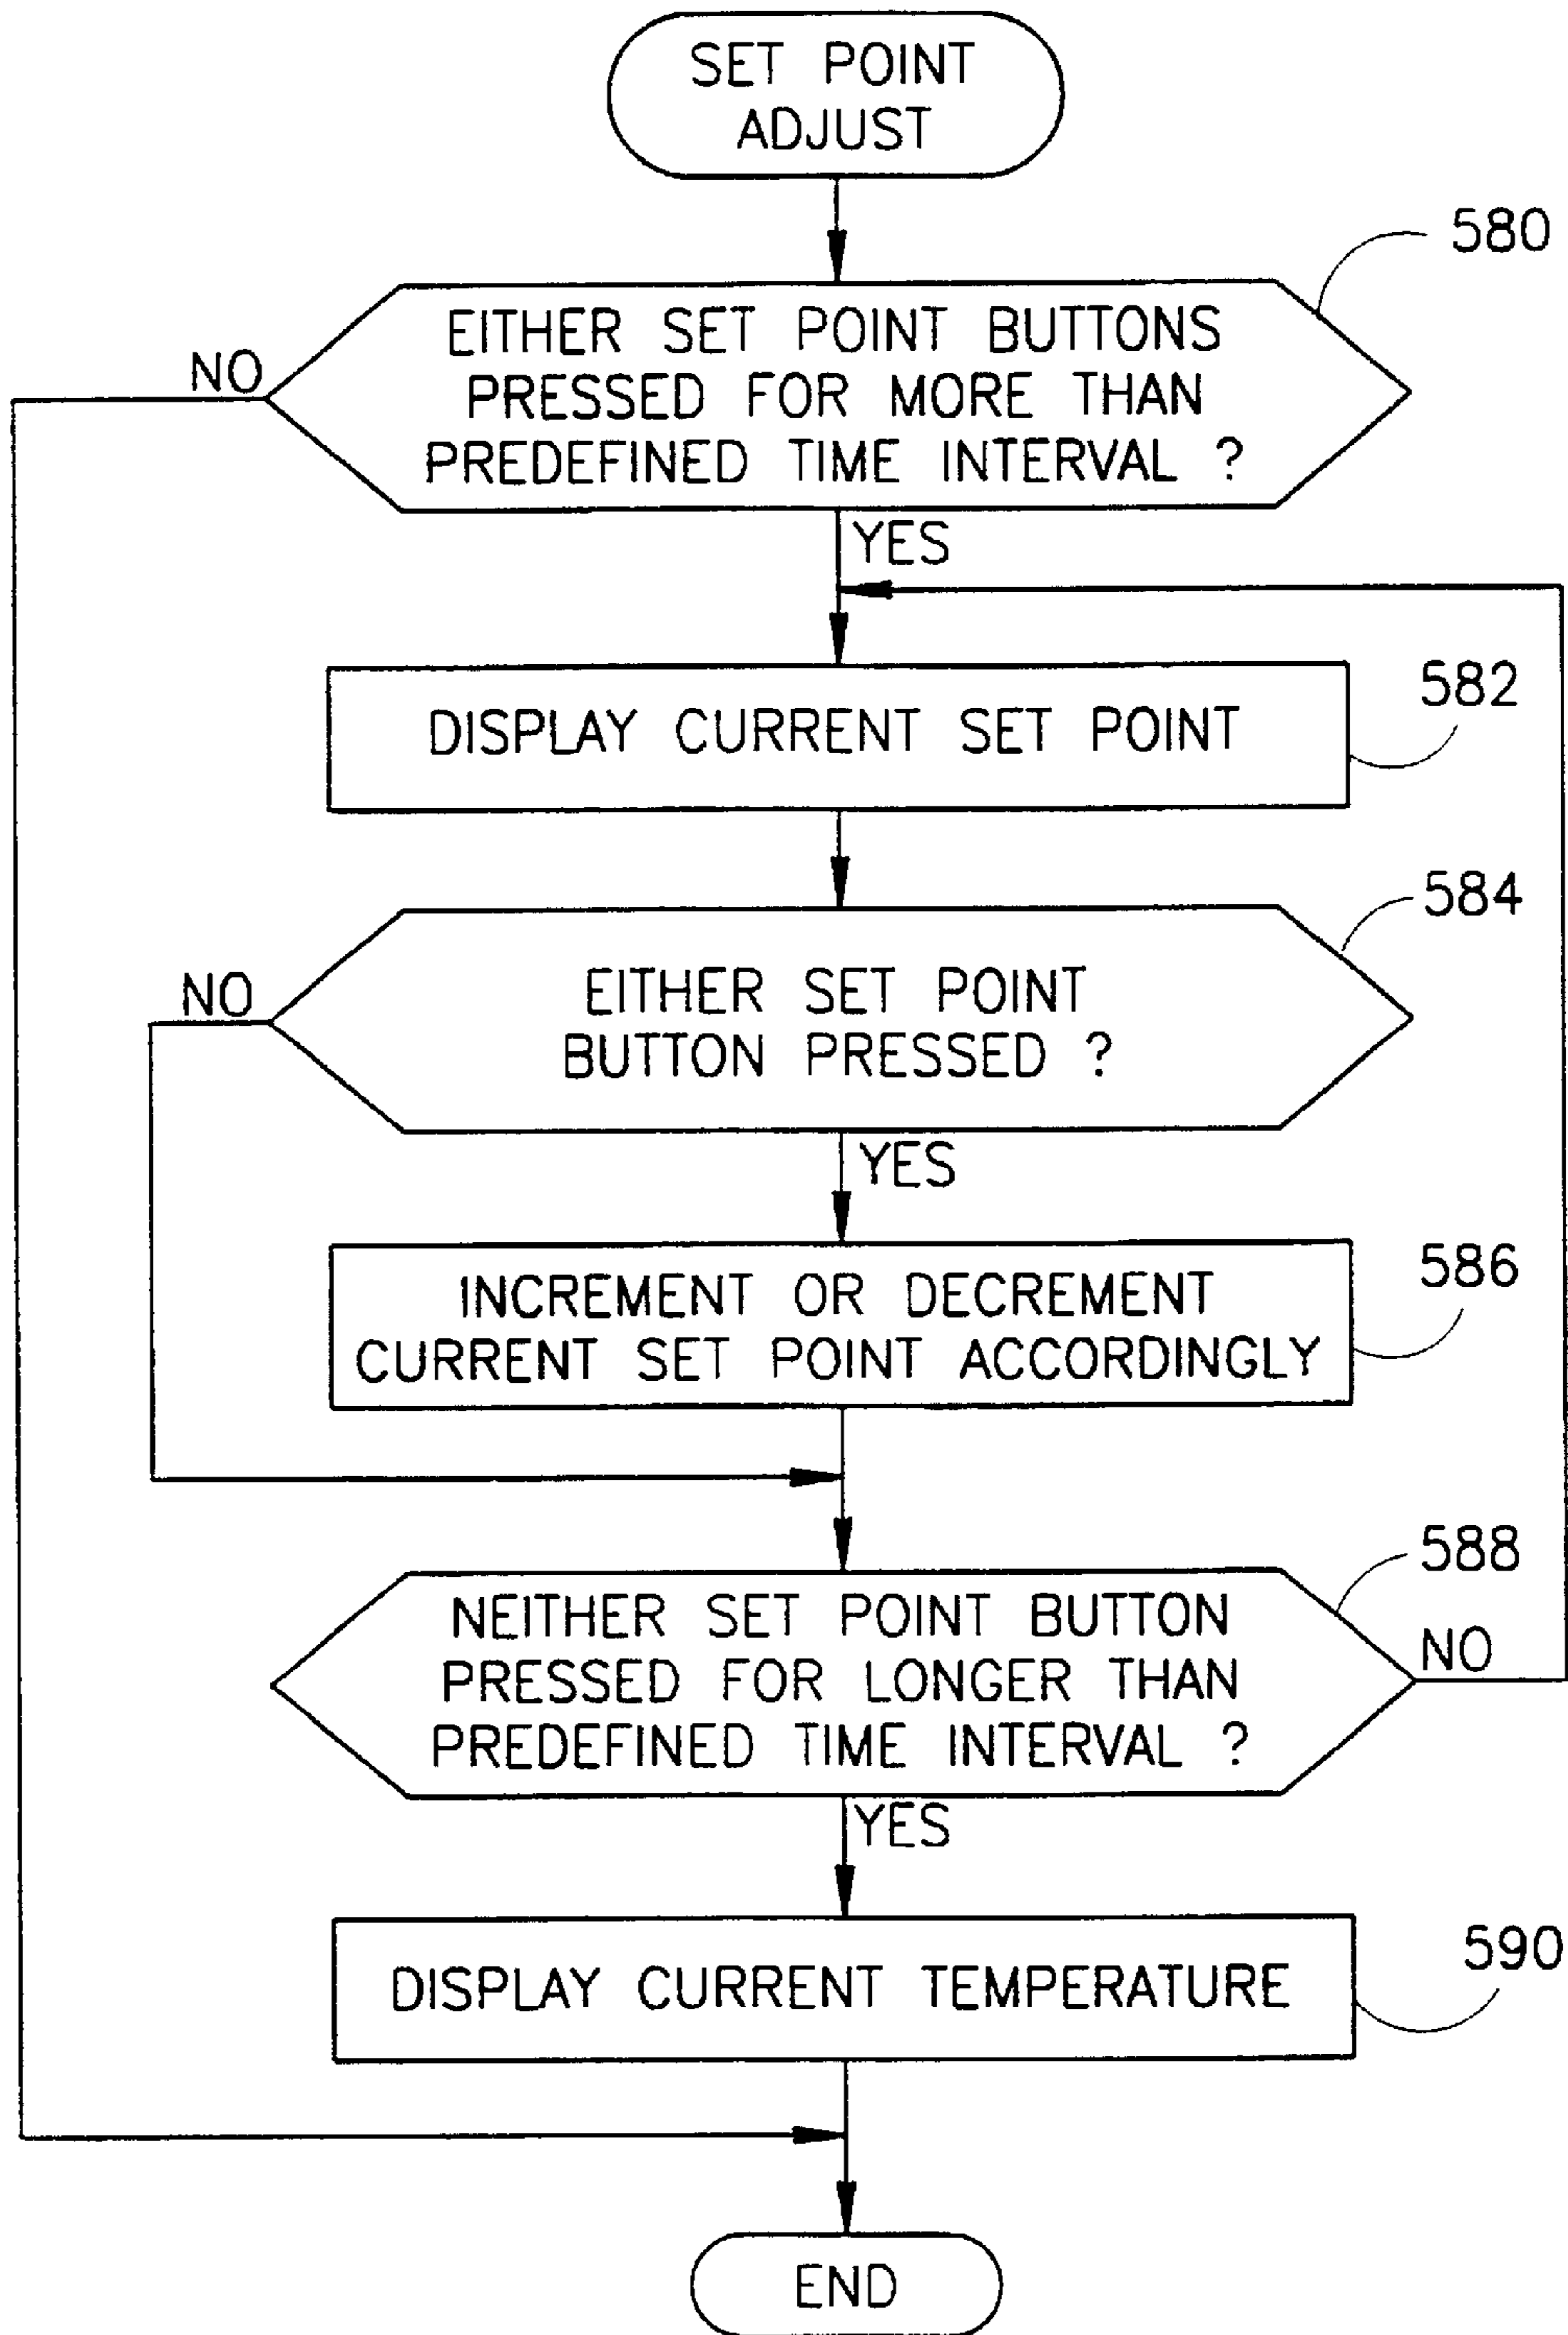 SET POINT
ADJUST
580
EITHER SET POINT BUTTONS
PRESSED FOR MORE THAN
PREDEFINED TIME INTERVAL ?
NO
YES
582
DISPLAY CURRENT SET POINT
584
EITHER SET POINT
BUTTON PRESSED ?
NO
YES
586
INCREMENT OR DECREMENT
CURRENT SET POINT ACCORDINGLY
588
NEITHER SET POINT BUTTON
PRESSED FOR LONGER THAN
PREDEFINED TIME INTERVAL ?
NO
YES
590
DISPLAY CURRENT TEMPERATURE
END